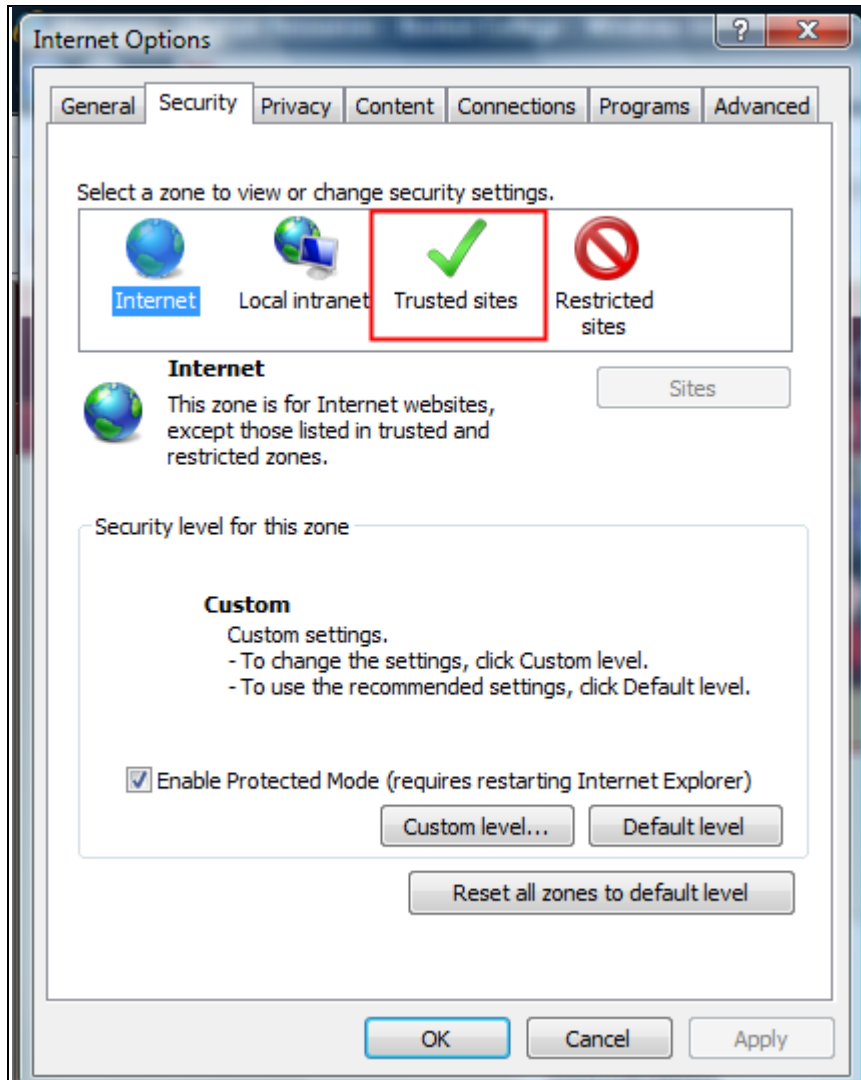 Internet Options
?
X
General Security Privacy Content Connections Programs Advanced
Select a zone to view or change security settings.
Internet Local intranet Trusted sites Restricted
sites
Internet
Sites
This zone is for Internet websites,
except those listed in trusted and
restricted zones.
Security level for this zone
Custom
Custom settings.
- To change the settings, click Custom level.
- To use the recommended settings, click Default level.
Enable Protected Mode (requires restarting Internet Explorer)
Custom level... Default level
Reset all zones to default level
OK Cancel Apply